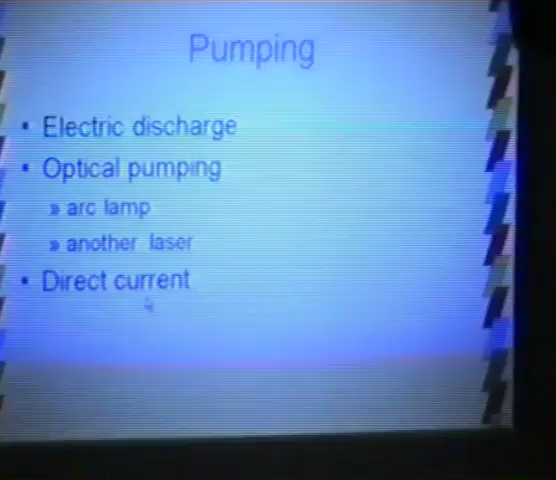 Pumping
• Electric discharge
• Optical pumping
» arc lamp
» another laser
• Direct current